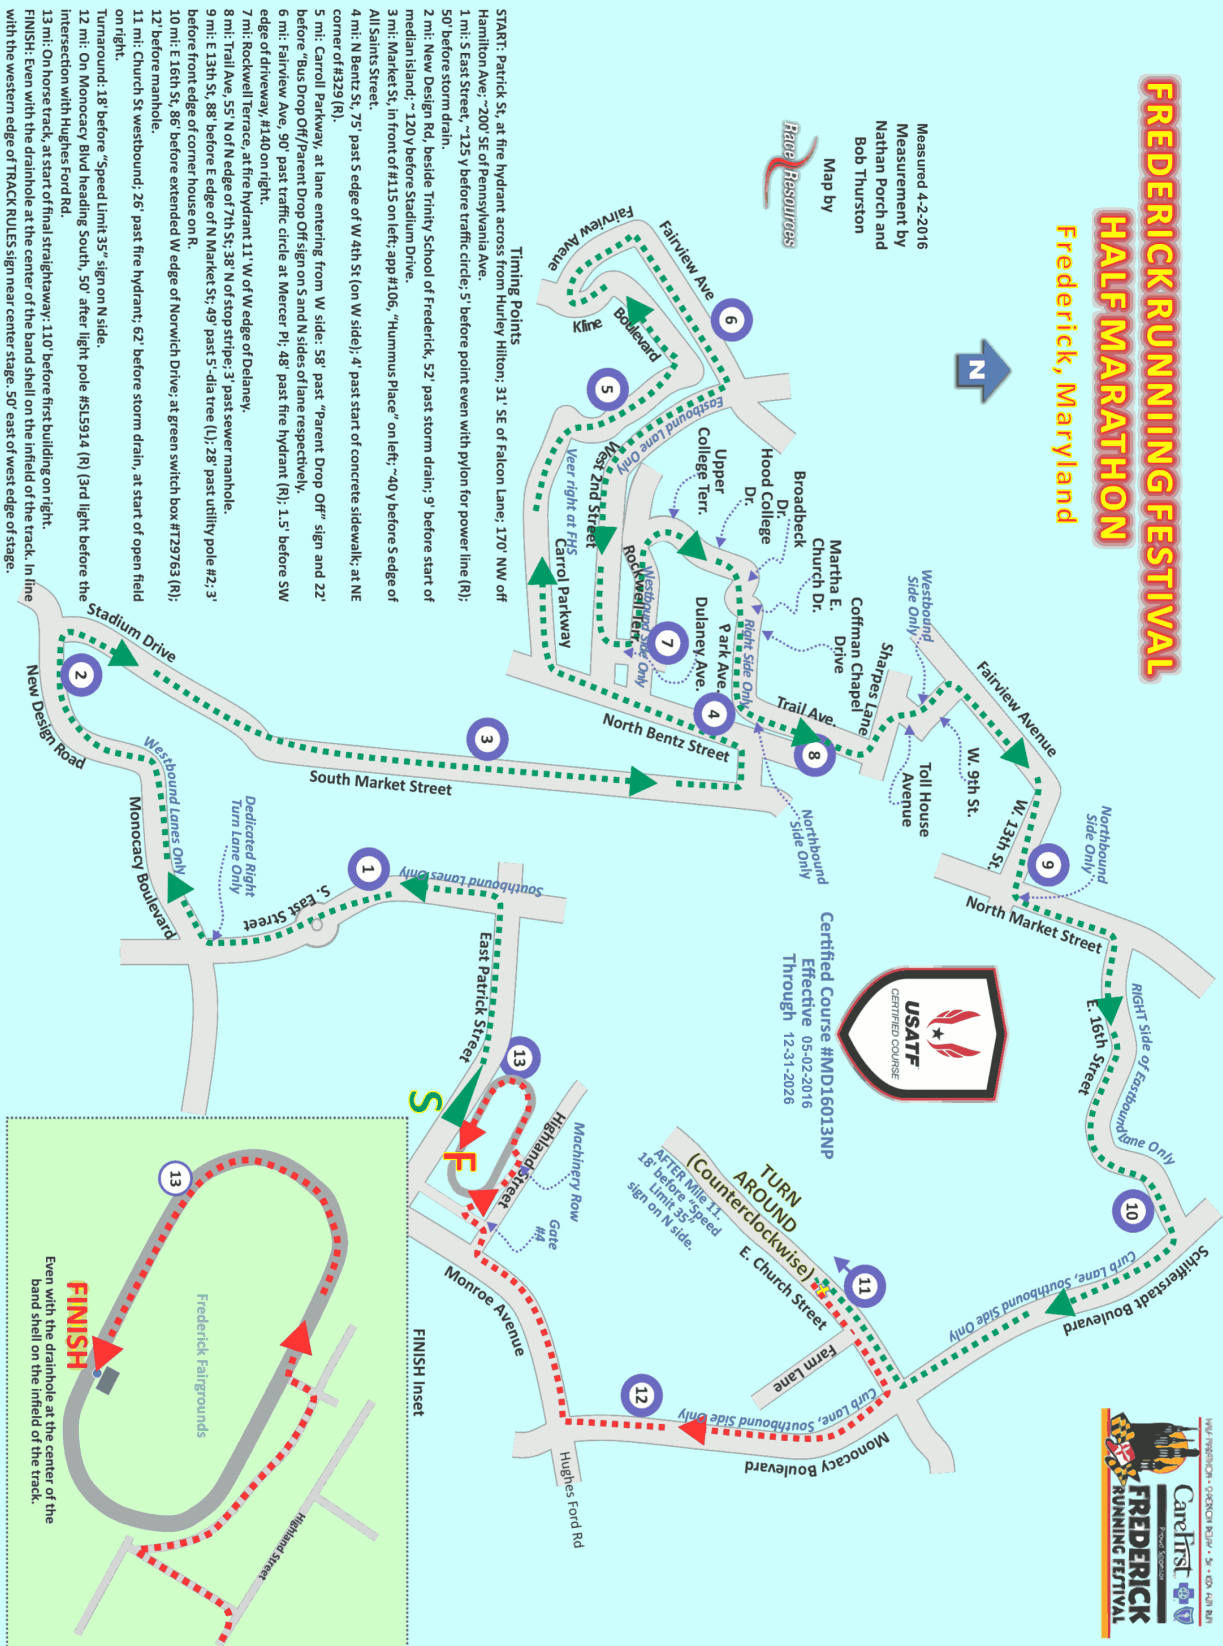 FREDERICK RUNNING FESTIVAL
HALF MARATHON
Frederick, Maryland
Measured 4-2-2016
Measurement by
Nathan Porch and
Bob Thurston
Map by
Race Resources
N
HALF MARATHON • 2-PERSON RELAY • 5K • KIDS FUN RUN
CareFirst
Proud Sponsor
FREDERICK
RUNNING FESTIVAL
Fairview Avenue
W. 13th St.
Northbound
Side Only
9
North Market Street
RIGHT Side of Eastbound Lane Only
E. 16th Street
10
Schifferstadt Boulevard
Curb Lane, Southbound Side Only
Westbound
Side Only
W. 9th St.
Toll House
Avenue
Sharpes Lane
Coffman Chapel
Drive
Martha E.
Church Dr.
Broadbeck
Dr.
Hood College
Dr.
Upper
College Terr.
Trail Ave.
8
Northbound
Side Only
Right Side Only
Park Ave.
Dulaney Ave.
7
Westbound Side Only
Rockwell Terr
4
North Bentz Street
Fairview Ave
6
Fairview
Aveue
Kline
Boulevard
5
Eastbound Lane Only
West 2nd Street
Veer right at FHS
Carrol Parkway
USATF
CERTIFIED COURSE
Certified Course #MD16013NP
Effective 05-02-2016
Through 12-31-2026
TURN
AROUND
(Counterclockwise)
AFTER Mile 11.
18' before "Speed
Limit 35"
sign on N side.
11
E. Church Street
Farm Lane
Curb Lane, Southbound Side Only
Monocacy Boulevard
12
Hughes Ford Rd
Monroe Avenue
Machinery Row
Highland Street
Gate
#4
13
F
S
East Patrick Street
Southbound Lanes Only
1
S. East Street
Dedicated Right
Turn Lane Only
Monocacy Boulevard
Westbound Lanes Only
New Design Road
2
Stadium Drive
3
South Market Street
Timing Points
START: Patrick St, at fire hydrant across from Hurley Hilton; 31' SE of Falcon Lane; 170' NW off
Hamilton Ave; ~200' SE of Pennsylvania Ave.
1 mi: S East Street, ~125 y before traffic circle; 5' before point even with pylon for power line (R);
50' before storm drain.
2 mi: New Design Rd, beside Trinity School of Frederick, 52' past storm drain; 9' before start of
median island; ~ 120 y before Stadium Drive.
3 mi: Market St, in front of #115 on left; app #106, "Hummus Place" on left; ~40 y before S edge of
All Saints Street.
4 mi: N Bentz St, 75' past S edge of W 4th St (on W side); 4' past start of concrete sidewalk; at NE
corner of #329 (R).
5 mi: Carroll Parkway, at lane entering from W side: 58' past "Parent Drop Off" sign and 22'
before "Bus Drop Off/Parent Drop Off sign on S and N sides of lane respectively.
6 mi: Fairview Ave, 90' past traffic circle at Mercer Pl; 48' past fire hydrant (R); 1.5' before SW
edge of driveway, #140 on right.
7 mi: Rockwell Terrace, at fire hydrant 11' W of W edge of Delaney.
8 mi: Trail Ave, 55' N of N edge of 7th St; 38' N of stop stripe; 3' past sewer manhole.
9 mi: E 13th St, 88' before E edge of N Market St; 49' past 5'-dia tree (L); 28' past utility pole #2; 3'
before front edge of corner house on R.
10 mi: E 16th St, 86' before extended W edge of Norwich Drive; at green switch box #T29763 (R);
12' before manhole.
11 mi: Church St westbound; 26' past fire hydrant; 62' before storm drain, at start of open field
on right.
Turnaround: 18' before "Speed Limit 35" sign on N side.
12 mi: On Monocacy Blvd heading South, 50' after light pole #SL5914 (R) (3rd light before the
intersection with Hughes Ford Rd.
13 mi: On horse track, at start of final straightaway: 110' before first building on right.
FINISH: Even with the drainhole at the center of the band shell on the infield of the track. In line
with the western edge of TRACK RULES sign near center stage. 50' east of west edge of stage.
FINISH Inset
13
Frederick Fairgrounds
Highland Street
FINISH
Even with the drainhole at the center of the
band shell on the infield of the track.